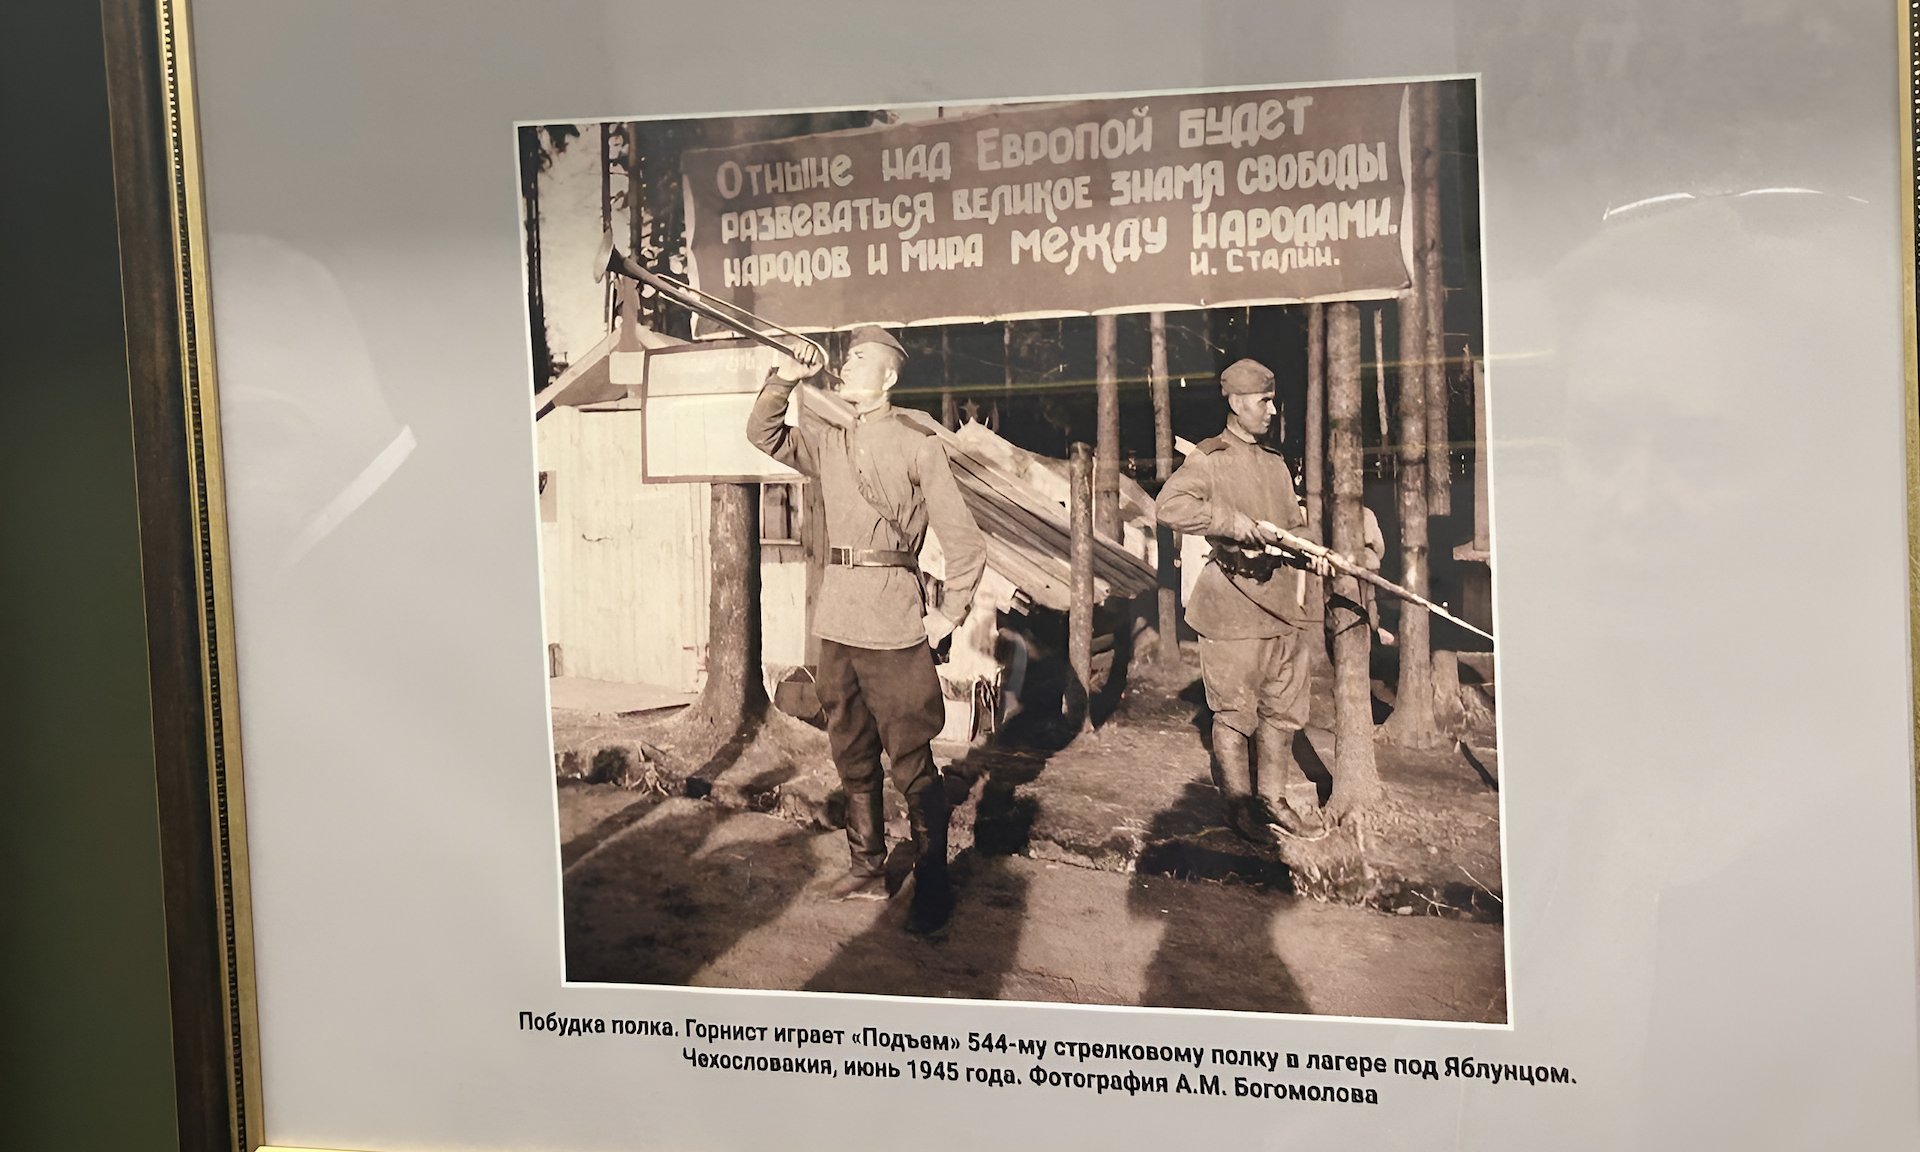 Отныне над Европой будет
развеваться великое знамя свободы
народов и мира между народами.
И. Сталин.
Побудка полка. Горнист играет «Подъем» 544-му стрелковому полку в лагере под Яблунцом.
Чехословакия, июнь 1945 года. Фотография А.М. Богомолова